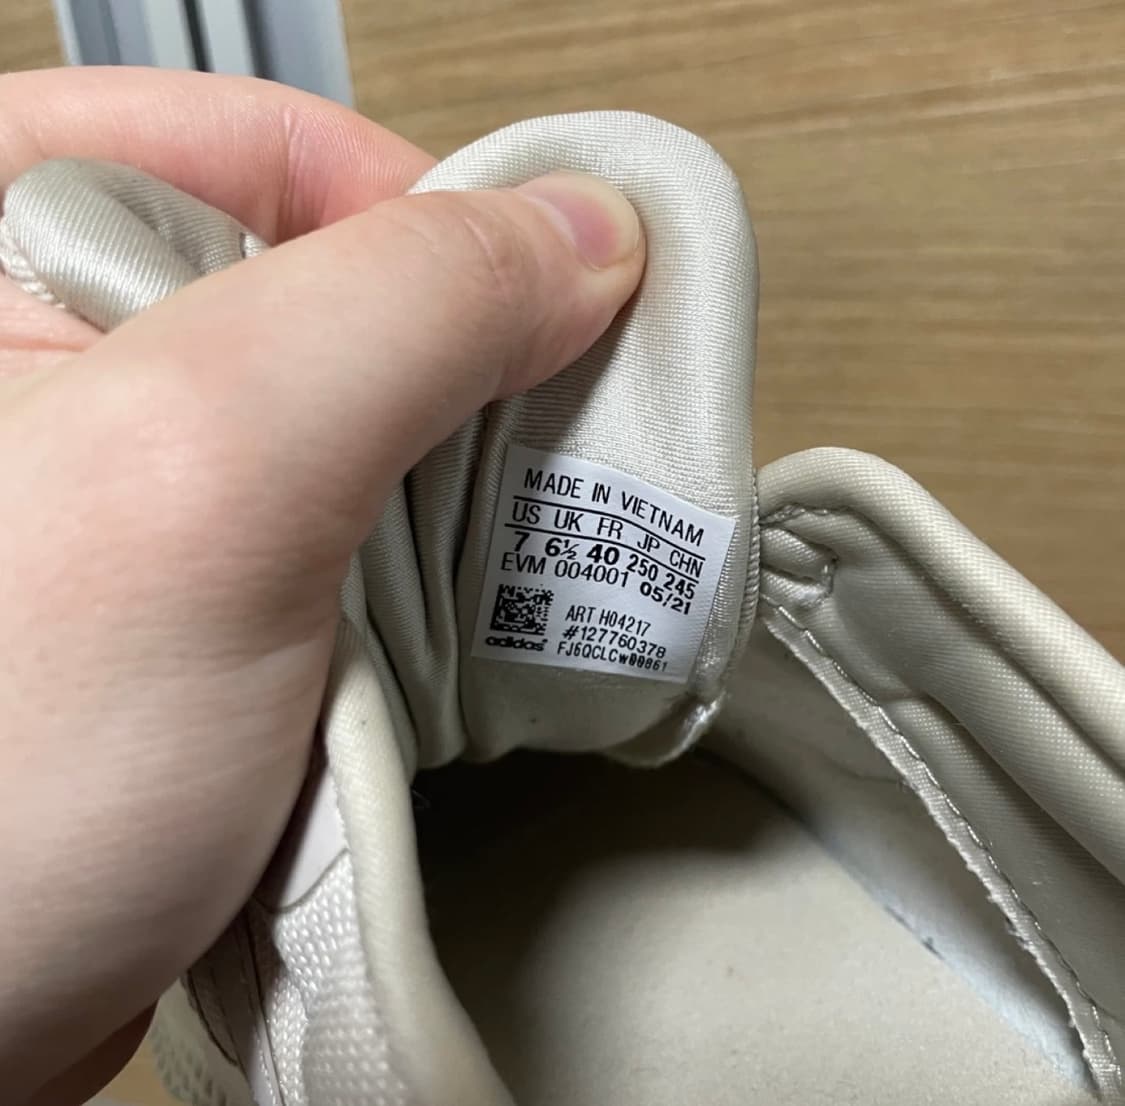 MADE IN VIETNAM
US UK FR JP CHN
7 6½ 40 250 245
EVM 004001 05/21
ART H04217
#127760378
adidas FJ6QCLCW00861